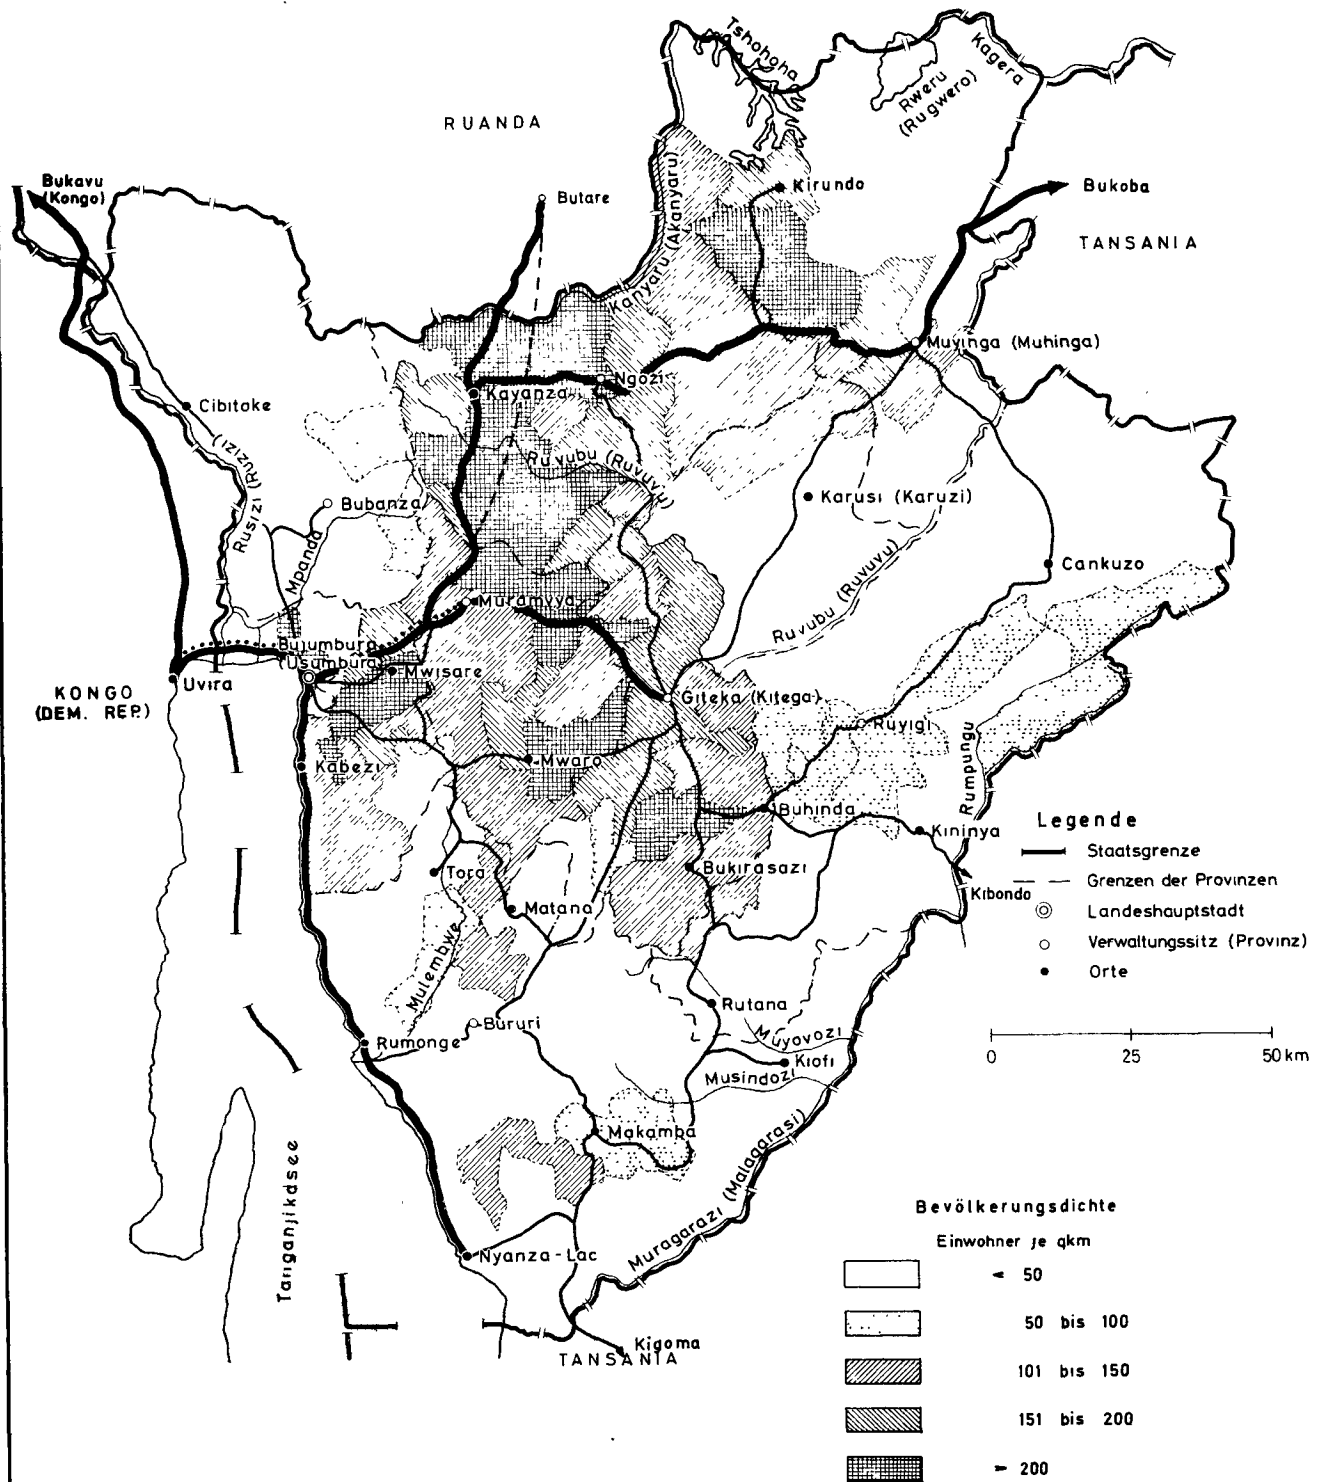 Tshohoha
Kagera
Rweru
(Rugwero)
RUANDA
Bukavu
(Kongo)
Butare
Kirundo
Bukoba
TANSANIA
Kanyaru (Akanyaru)
Muyinga (Muhinga)
Ngozi
Kayanza
Cibitoke
Rusizi (Ruzizi)
Ruvubu (Ruvuvu)
Bubanza
Karusi (Karuzi)
Mpanda
Cankuzo
Ruvubu (Ruvuvu)
Muramvya
Bujumbura
(Usumbura)
Mwisare
Uvira
KONGO
(DEM. REP.)
Giteka (Kitega)
Ruyigi
Rumpungu
Kabezi
Mwaro
Buhinda
Kininya
Legende
Staatsgrenze
Grenzen der Provinzen
Landeshauptstadt
Verwaltungssitz (Provinz)
Orte
Tora
Bukirasazi
Kibondo
Matana
Mulembwe
Rutana
Bururi
Rumonge
Muyovozi
Kiofi
Musindozi
0 25 50 km
Makamba
Muragarazi (Malagarasi)
Tanganjikasee
Nyanza-Lac
Kigoma
TANSANIA
Bevölkerungsdichte
Einwohner je qkm
< 50
50 bis 100
101 bis 150
151 bis 200
> 200